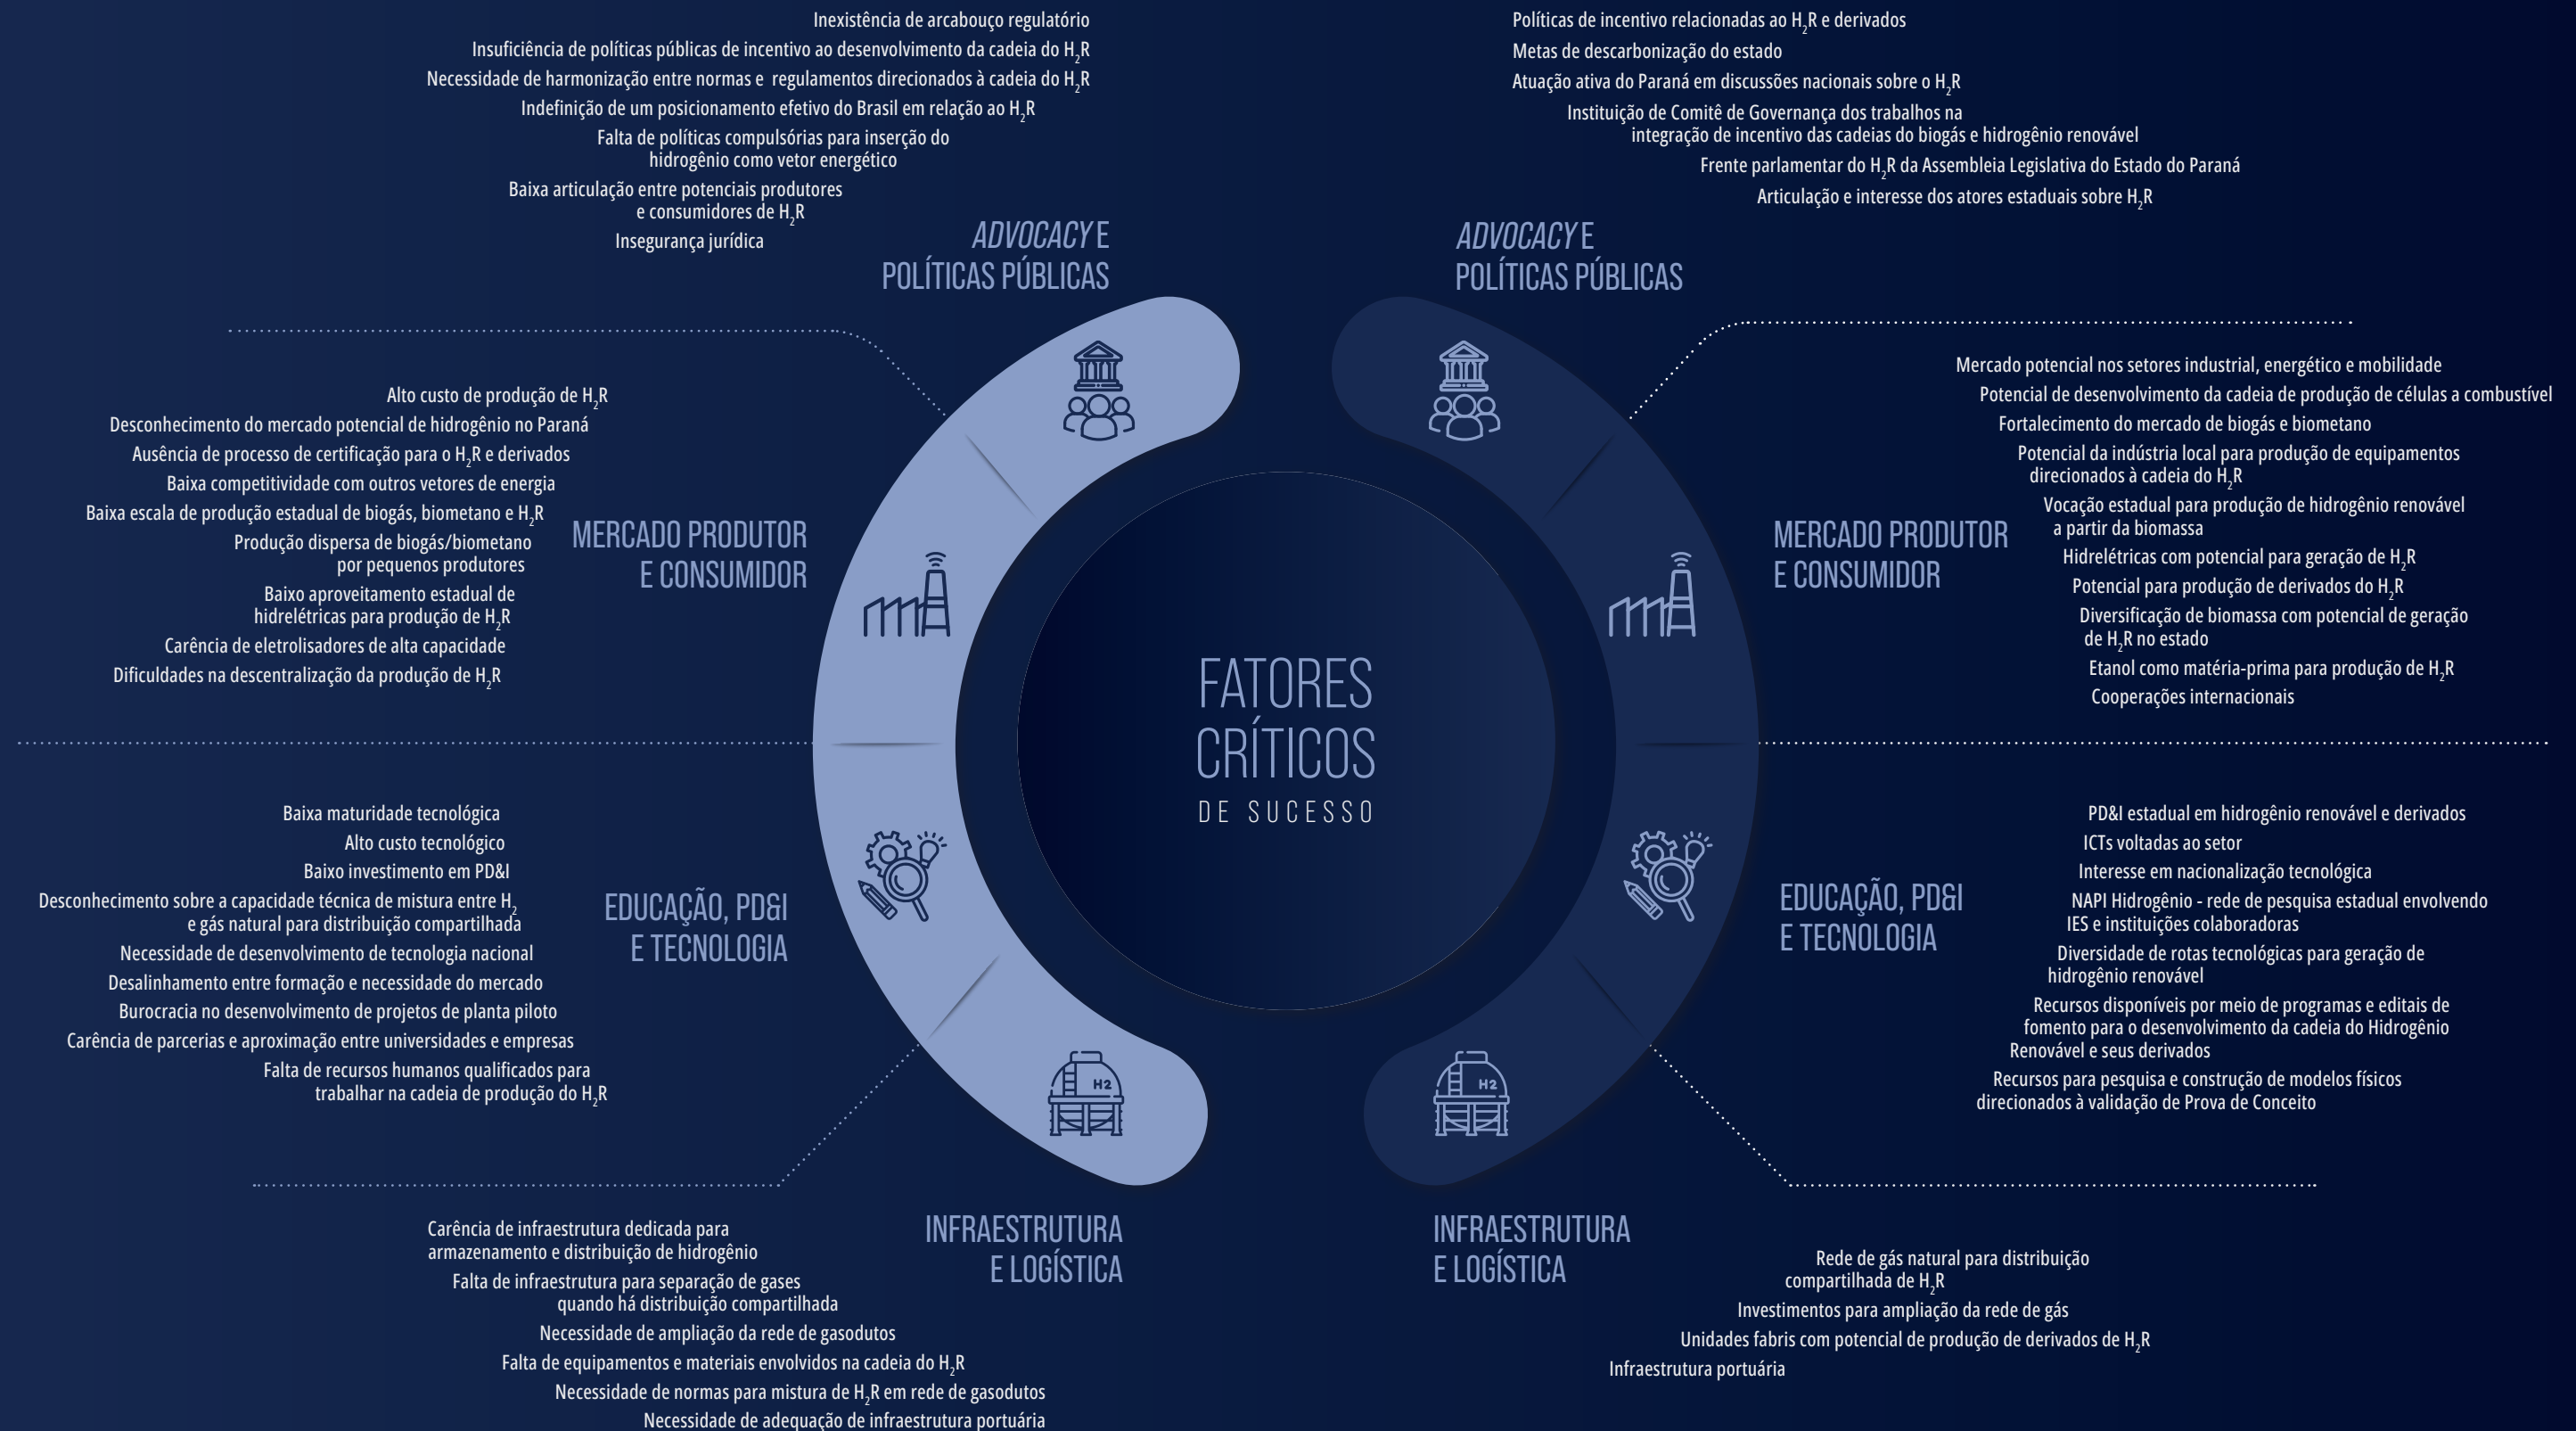 Inexistência de arcabouço regulatório
Insuficiência de políticas públicas de incentivo ao desenvolvimento da cadeia do H₂R
Necessidade de harmonização entre normas e regulamentos direcionados à cadeia do H₂R
Indefinição de um posicionamento efetivo do Brasil em relação ao H₂R
Falta de políticas compulsórias para inserção do
hidrogênio como vetor energético
Baixa articulação entre potenciais produtores
e consumidores de H₂R
Insegurança jurídica
ADVOCACY E
POLÍTICAS PÚBLICAS
Alto custo de produção de H₂R
Desconhecimento do mercado potencial de hidrogênio no Paraná
Ausência de processo de certificação para o H₂R e derivados
Baixa competitividade com outros vetores de energia
Baixa escala de produção estadual de biogás, biometano e H₂R
Produção dispersa de biogás/biometano
por pequenos produtores
Baixo aproveitamento estadual de
hidrelétricas para produção de H₂R
Carência de eletrolisadores de alta capacidade
Dificuldades na descentralização da produção de H₂R
MERCADO PRODUTOR
E CONSUMIDOR
Baixa maturidade tecnológica
Alto custo tecnológico
Baixo investimento em PD&I
Desconhecimento sobre a capacidade técnica de mistura entre H₂
e gás natural para distribuição compartilhada
Necessidade de desenvolvimento de tecnologia nacional
Desalinhamento entre formação e necessidade do mercado
Burocracia no desenvolvimento de projetos de planta piloto
Carência de parcerias e aproximação entre universidades e empresas
Falta de recursos humanos qualificados para
trabalhar na cadeia de produção do H₂R
EDUCAÇÃO, PD&I
E TECNOLOGIA
Carência de infraestrutura dedicada para
armazenamento e distribuição de hidrogênio
Falta de infraestrutura para separação de gases
quando há distribuição compartilhada
Necessidade de ampliação da rede de gasodutos
Falta de equipamentos e materiais envolvidos na cadeia do H₂R
Necessidade de normas para mistura de H₂R em rede de gasodutos
Necessidade de adequação de infraestrutura portuária
INFRAESTRUTURA
E LOGÍSTICA
H2
FATORES
CRÍTICOS
DE SUCESSO
Políticas de incentivo relacionadas ao H₂R e derivados
Metas de descarbonização do estado
Atuação ativa do Paraná em discussões nacionais sobre o H₂R
Instituição de Comitê de Governança dos trabalhos na
integração de incentivo das cadeias do biogás e hidrogênio renovável
Frente parlamentar do H₂R da Assembleia Legislativa do Estado do Paraná
Articulação e interesse dos atores estaduais sobre H₂R
ADVOCACY E
POLÍTICAS PÚBLICAS
Mercado potencial nos setores industrial, energético e mobilidade
Potencial de desenvolvimento da cadeia de produção de células a combustível
Fortalecimento do mercado de biogás e biometano
Potencial da indústria local para produção de equipamentos
direcionados à cadeia do H₂R
Vocação estadual para produção de hidrogênio renovável
a partir da biomassa
Hidrelétricas com potencial para geração de H₂R
Potencial para produção de derivados do H₂R
Diversificação de biomassa com potencial de geração
de H₂R no estado
Etanol como matéria-prima para produção de H₂R
Cooperações internacionais
MERCADO PRODUTOR
E CONSUMIDOR
PD&I estadual em hidrogênio renovável e derivados
ICTs voltadas ao setor
Interesse em nacionalização tecnológica
NAPI Hidrogênio - rede de pesquisa estadual envolvendo
IES e instituições colaboradoras
Diversidade de rotas tecnológicas para geração de
hidrogênio renovável
Recursos disponíveis por meio de programas e editais de
fomento para o desenvolvimento da cadeia do Hidrogênio
Renovável e seus derivados
Recursos para pesquisa e construção de modelos físicos
direcionados à validação de Prova de Conceito
EDUCAÇÃO, PD&I
E TECNOLOGIA
H2
INFRAESTRUTURA
E LOGÍSTICA
Rede de gás natural para distribuição
compartilhada de H₂R
Investimentos para ampliação da rede de gás
Unidades fabris com potencial de produção de derivados de H₂R
Infraestrutura portuária